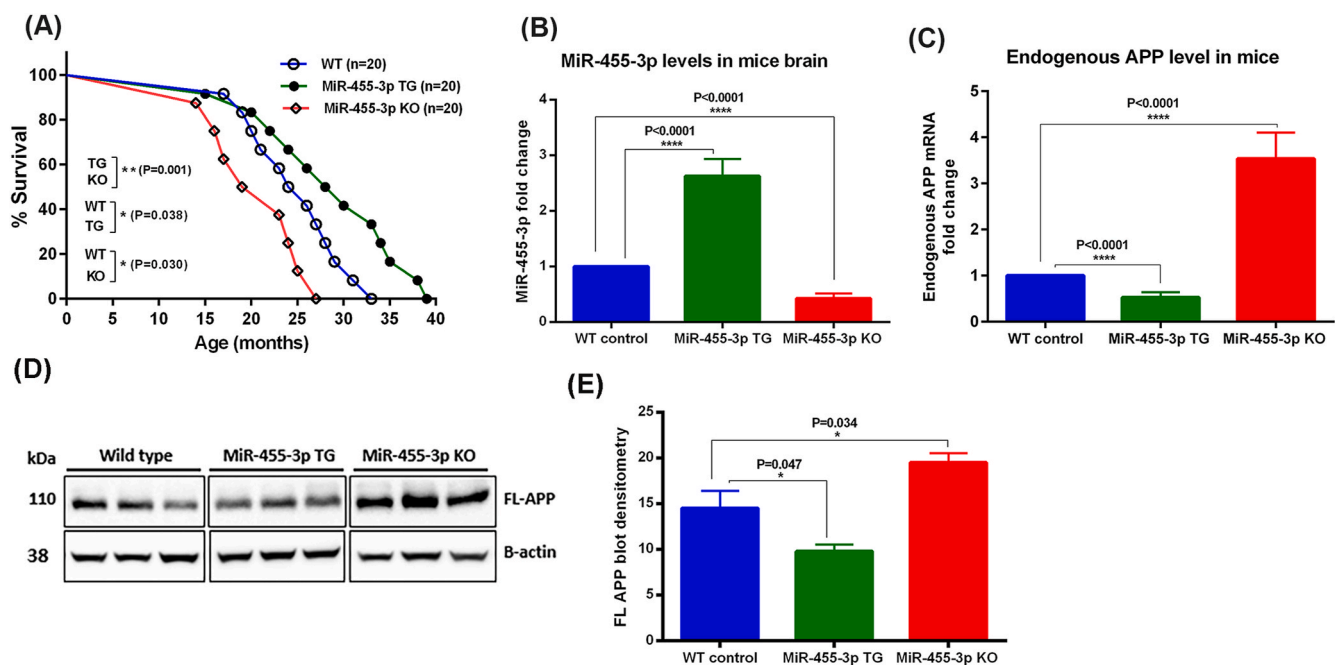 (A)
WT (n=20)
MiR-455-3p TG (n=20)
MiR-455-3p KO (n=20)
100
80
60
40
20
0
% Survival
TG
KO
** (P=0.001)
WT
TG
* (P=0.038)
WT
KO
* (P=0.030)
0 5 10 15 20 25 30 35 40
Age (months)
(B)
MiR-455-3p levels in mice brain
P<0.0001
****
P<0.0001
****
4
3
2
1
0
MiR-455-3p fold change
WT control MiR-455-3p TG MiR-455-3p KO
(C)
Endogenous APP level in mice
P<0.0001
****
P<0.0001
****
5
4
3
2
1
0
Endogenous APP mRNA
fold change
WT control MiR-455-3p TG MiR-455-3p KO
(D)
kDa Wild type MiR-455-3p TG MiR-455-3p KO
110 FL-APP
38 B-actin
(E)
P=0.034
*
P=0.047
*
25
20
15
10
5
0
FL APP blot densitometry
WT control MiR-455-3p TG MiR-455-3p KO